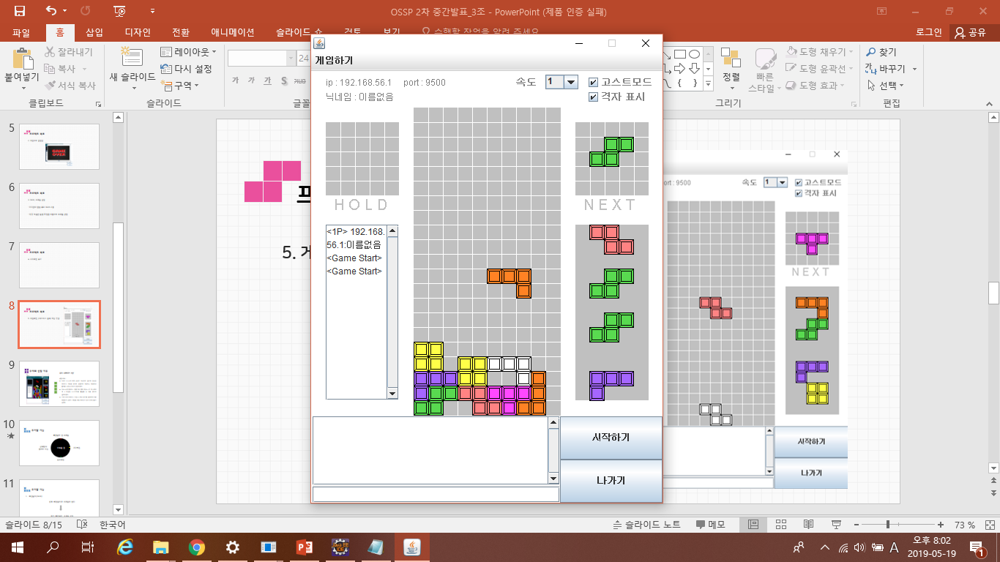 OSSP 2차 중간발표_3조 - PowerPoint (제품 인증 실패)
파일 홈 삽입 디자인 전환 애니메이션 슬라이드 쇼 검토 보기 수행할 작업을 알려 주세요. 로그인 공유
붙여넣기
잘라내기
복사
서식 복사
클립보드
새 슬라이드
레이아웃
다시 설정
구역
슬라이드
24
가 가 가 S
글꼴
정렬
빠른
스타일
도형 채우기
도형 윤곽선
도형 효과
그리기
찾기
바꾸기
선택
편집
5
6
7
8
9
10
11
5. 게
게임하기
ip : 192.168.56.1 port : 9500
닉네임 : 이름없음
속도 1
고스트모드
격자 표시
HOLD
NEXT
<1P> 192.168.
56.1:이름없음
<Game Start>
<Game Start>
시작하기
나가기
ort : 9500
속도 1
고스트모드
격자 표시
NEXT
시작하기
나가기
슬라이드 8/15 한국어 슬라이드 노트 메모 73 %
A
오후 8:02
2019-05-19
1